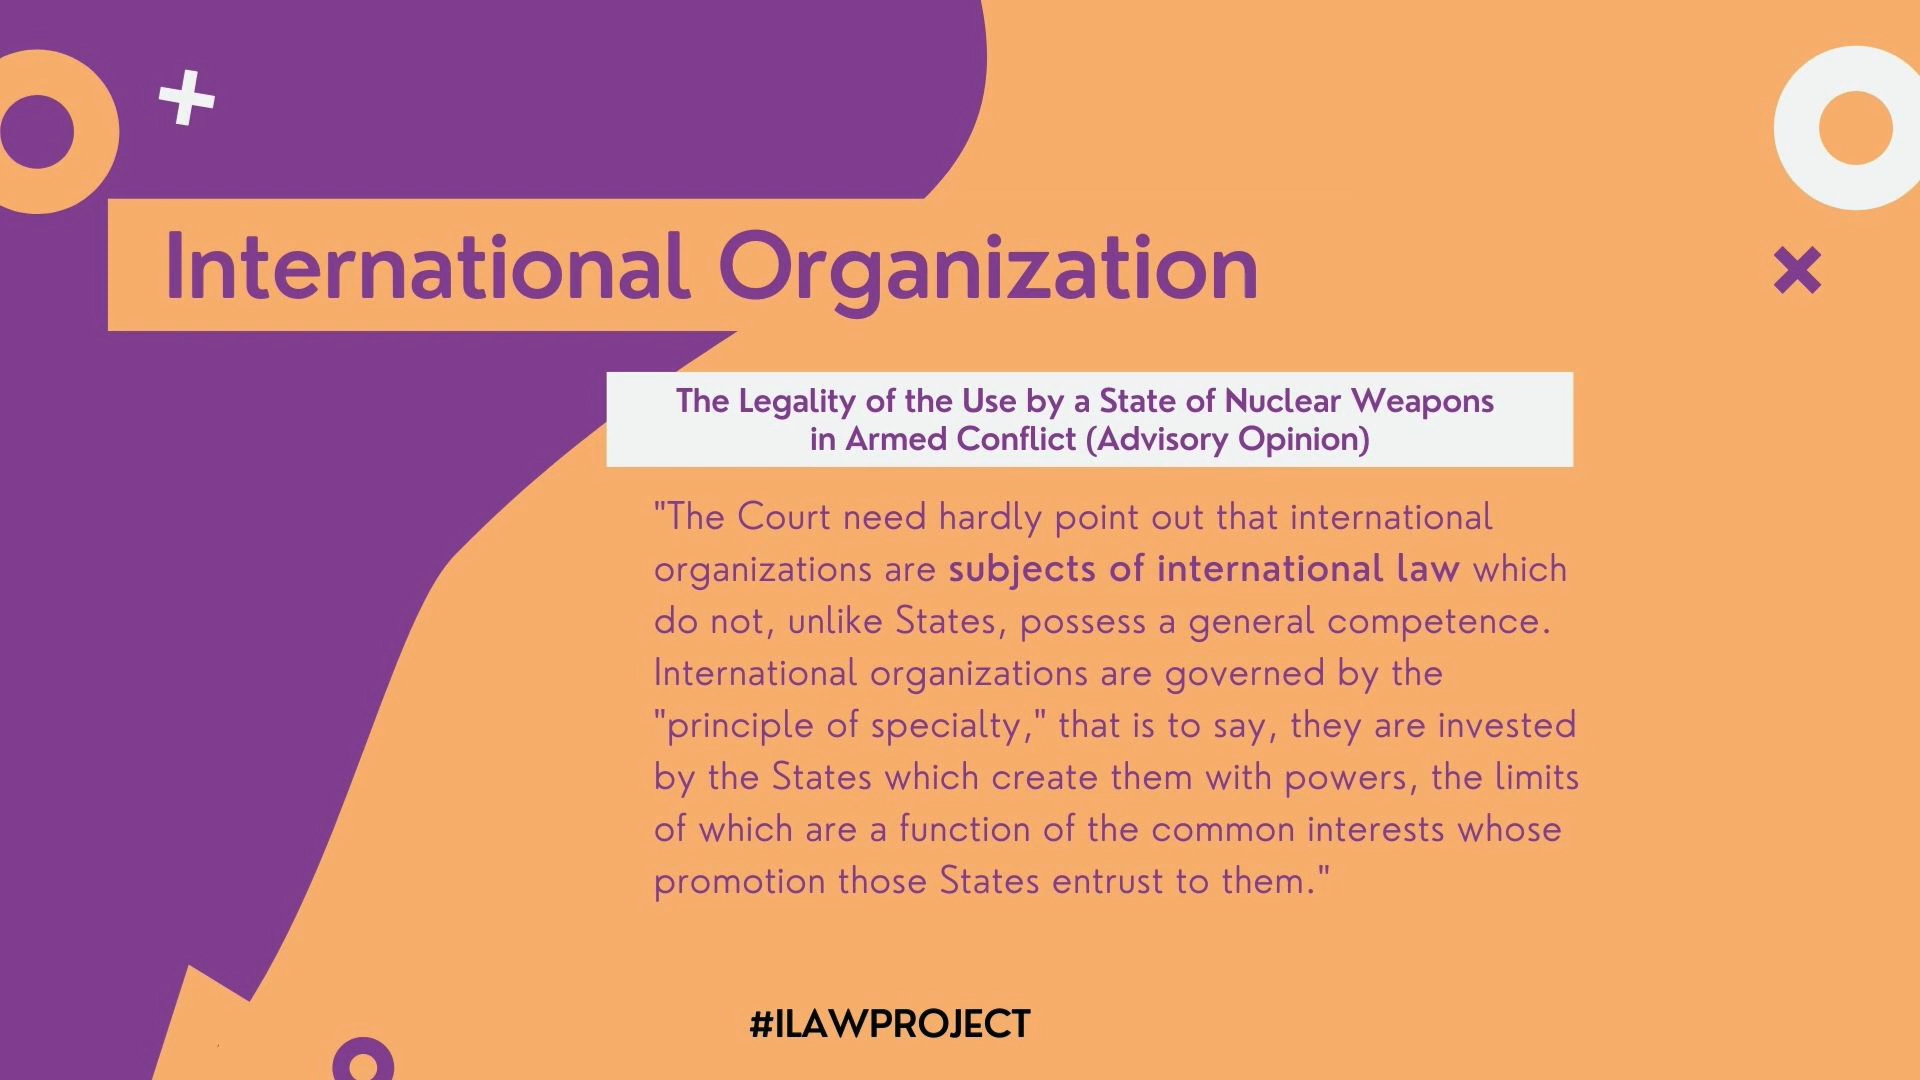 International Organization
The Legality of the Use by a State of Nuclear Weapons
in Armed Conflict (Advisory Opinion)
"The Court need hardly point out that international
organizations are subjects of international law which
do not, unlike States, possess a general competence.
International organizations are governed by the
"principle of specialty," that is to say, they are invested
by the States which create them with powers, the limits
of which are a function of the common interests whose
promotion those States entrust to them."
#ILAWPROJECT